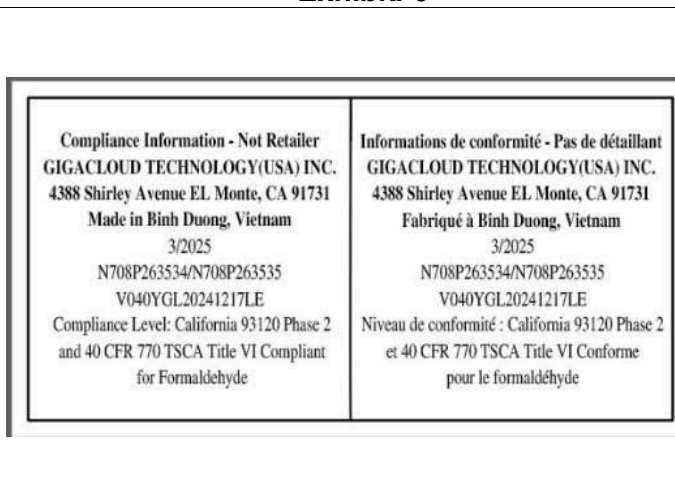 Compliance Information - Not Retailer
GIGACLOUD TECHNOLOGY(USA) INC.
4388 Shirley Avenue EL Monte, CA 91731
Made in Binh Duong, Vietnam
3/2025
N708P263534/N708P263535
V040YGL20241217LE
Compliance Level: California 93120 Phase 2
and 40 CFR 770 TSCA Title VI Compliant
for Formaldehyde
Informations de conformité - Pas de détaillant
GIGACLOUD TECHNOLOGY(USA) INC.
4388 Shirley Avenue EL Monte, CA 91731
Fabriqué à Binh Duong, Vietnam
3/2025
N708P263534/N708P263535
V040YGL20241217LE
Niveau de conformité : California 93120 Phase 2
et 40 CFR 770 TSCA Title VI Conforme
pour le formaldéhyde